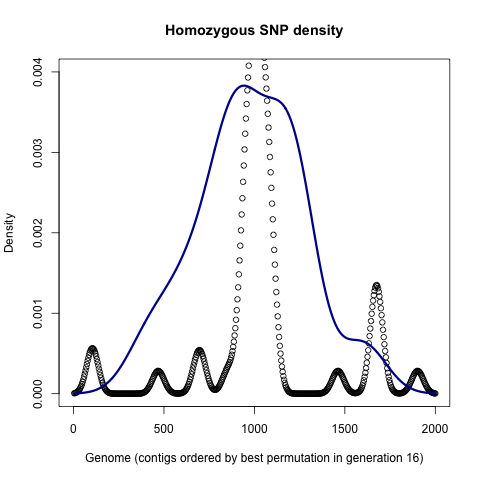 Homozygous SNP density
Density
0.004
0.003
0.002
0.001
0.000
0 500 1000 1500 2000
Genome (contigs ordered by best permutation in generation 16)